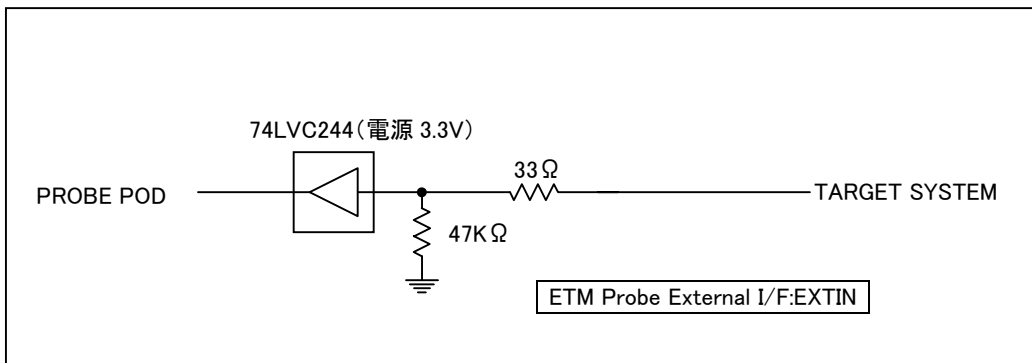 74LVC244(電源 3.3V)
33Ω
PROBE POD
TARGET SYSTEM
47KΩ
ETM Probe External I/F:EXTIN